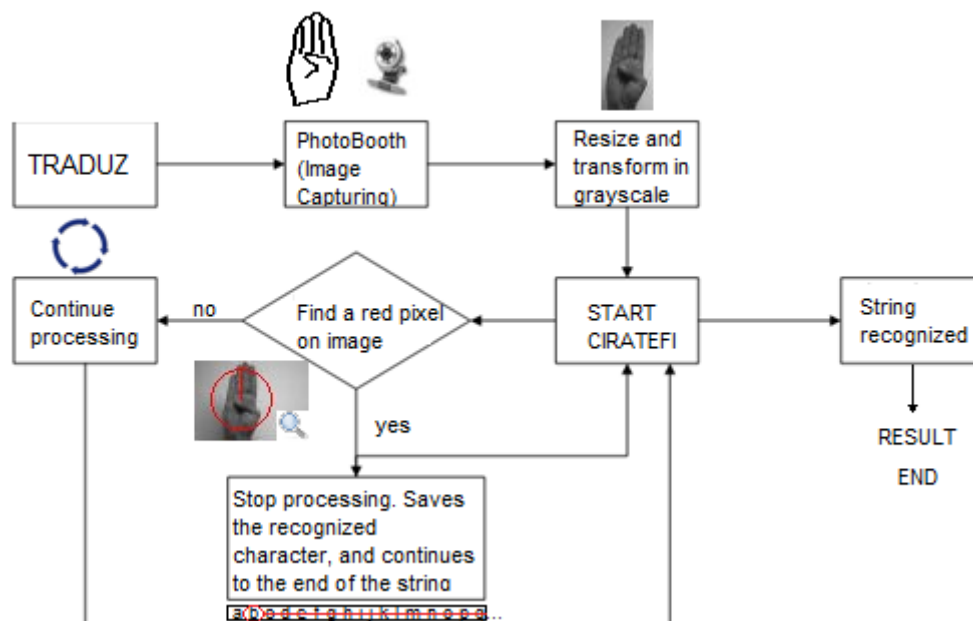 TRADUZ
PhotoBooth
(Image
Capturing)
Resize and
transform in
grayscale
Continue
processing
no
Find a red pixel
on image
START
CIRATEFI
String
recognized
yes
RESULT
END
Stop processing. Saves
the recognized
character, and continues
to the end of the string